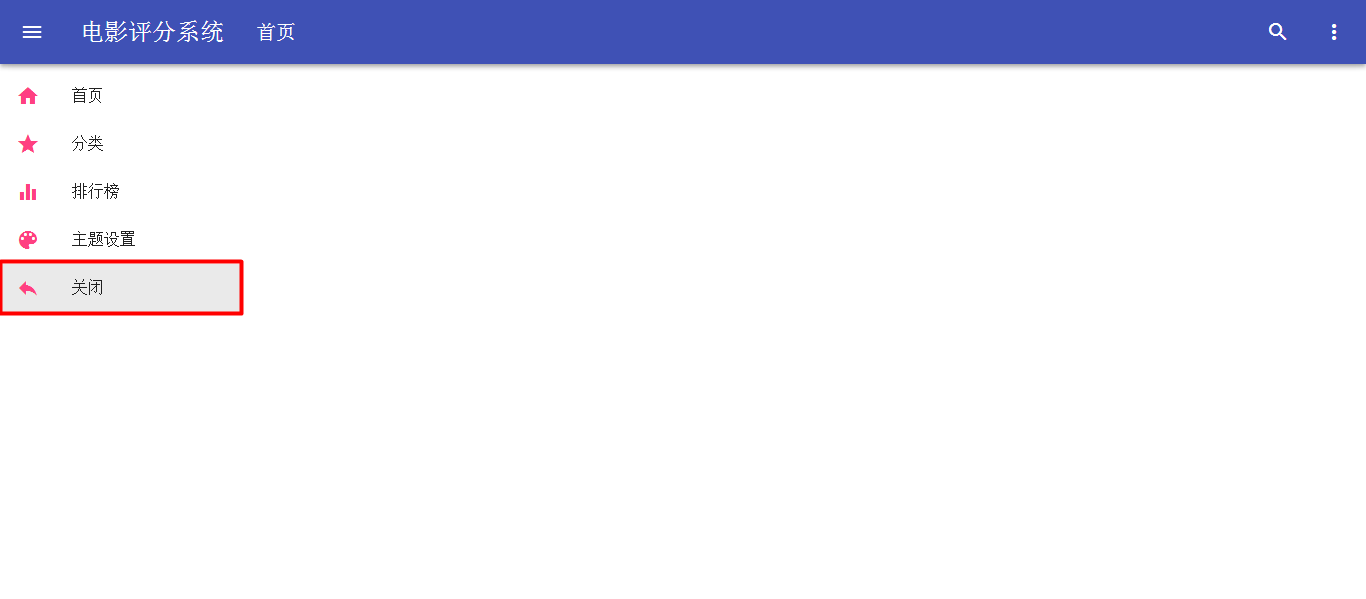 电影评分系统 首页
首页
分类
排行榜
主题设置
关闭